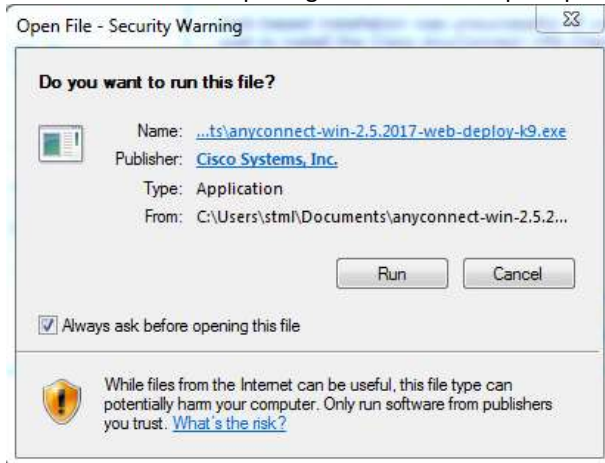 Open File - Security Warning
Do you want to run this file?
Name: ...ts\anyconnect-win-2.5.2017-web-deploy-k9.exe
Publisher: Cisco Systems, Inc.
Type: Application
From: C:\Users\stml\Documents\anyconnect-win-2.5.2...
Run Cancel
Always ask before opening this file
While files from the Internet can be useful, this file type can
potentially harm your computer. Only run software from publishers
you trust. What's the risk?